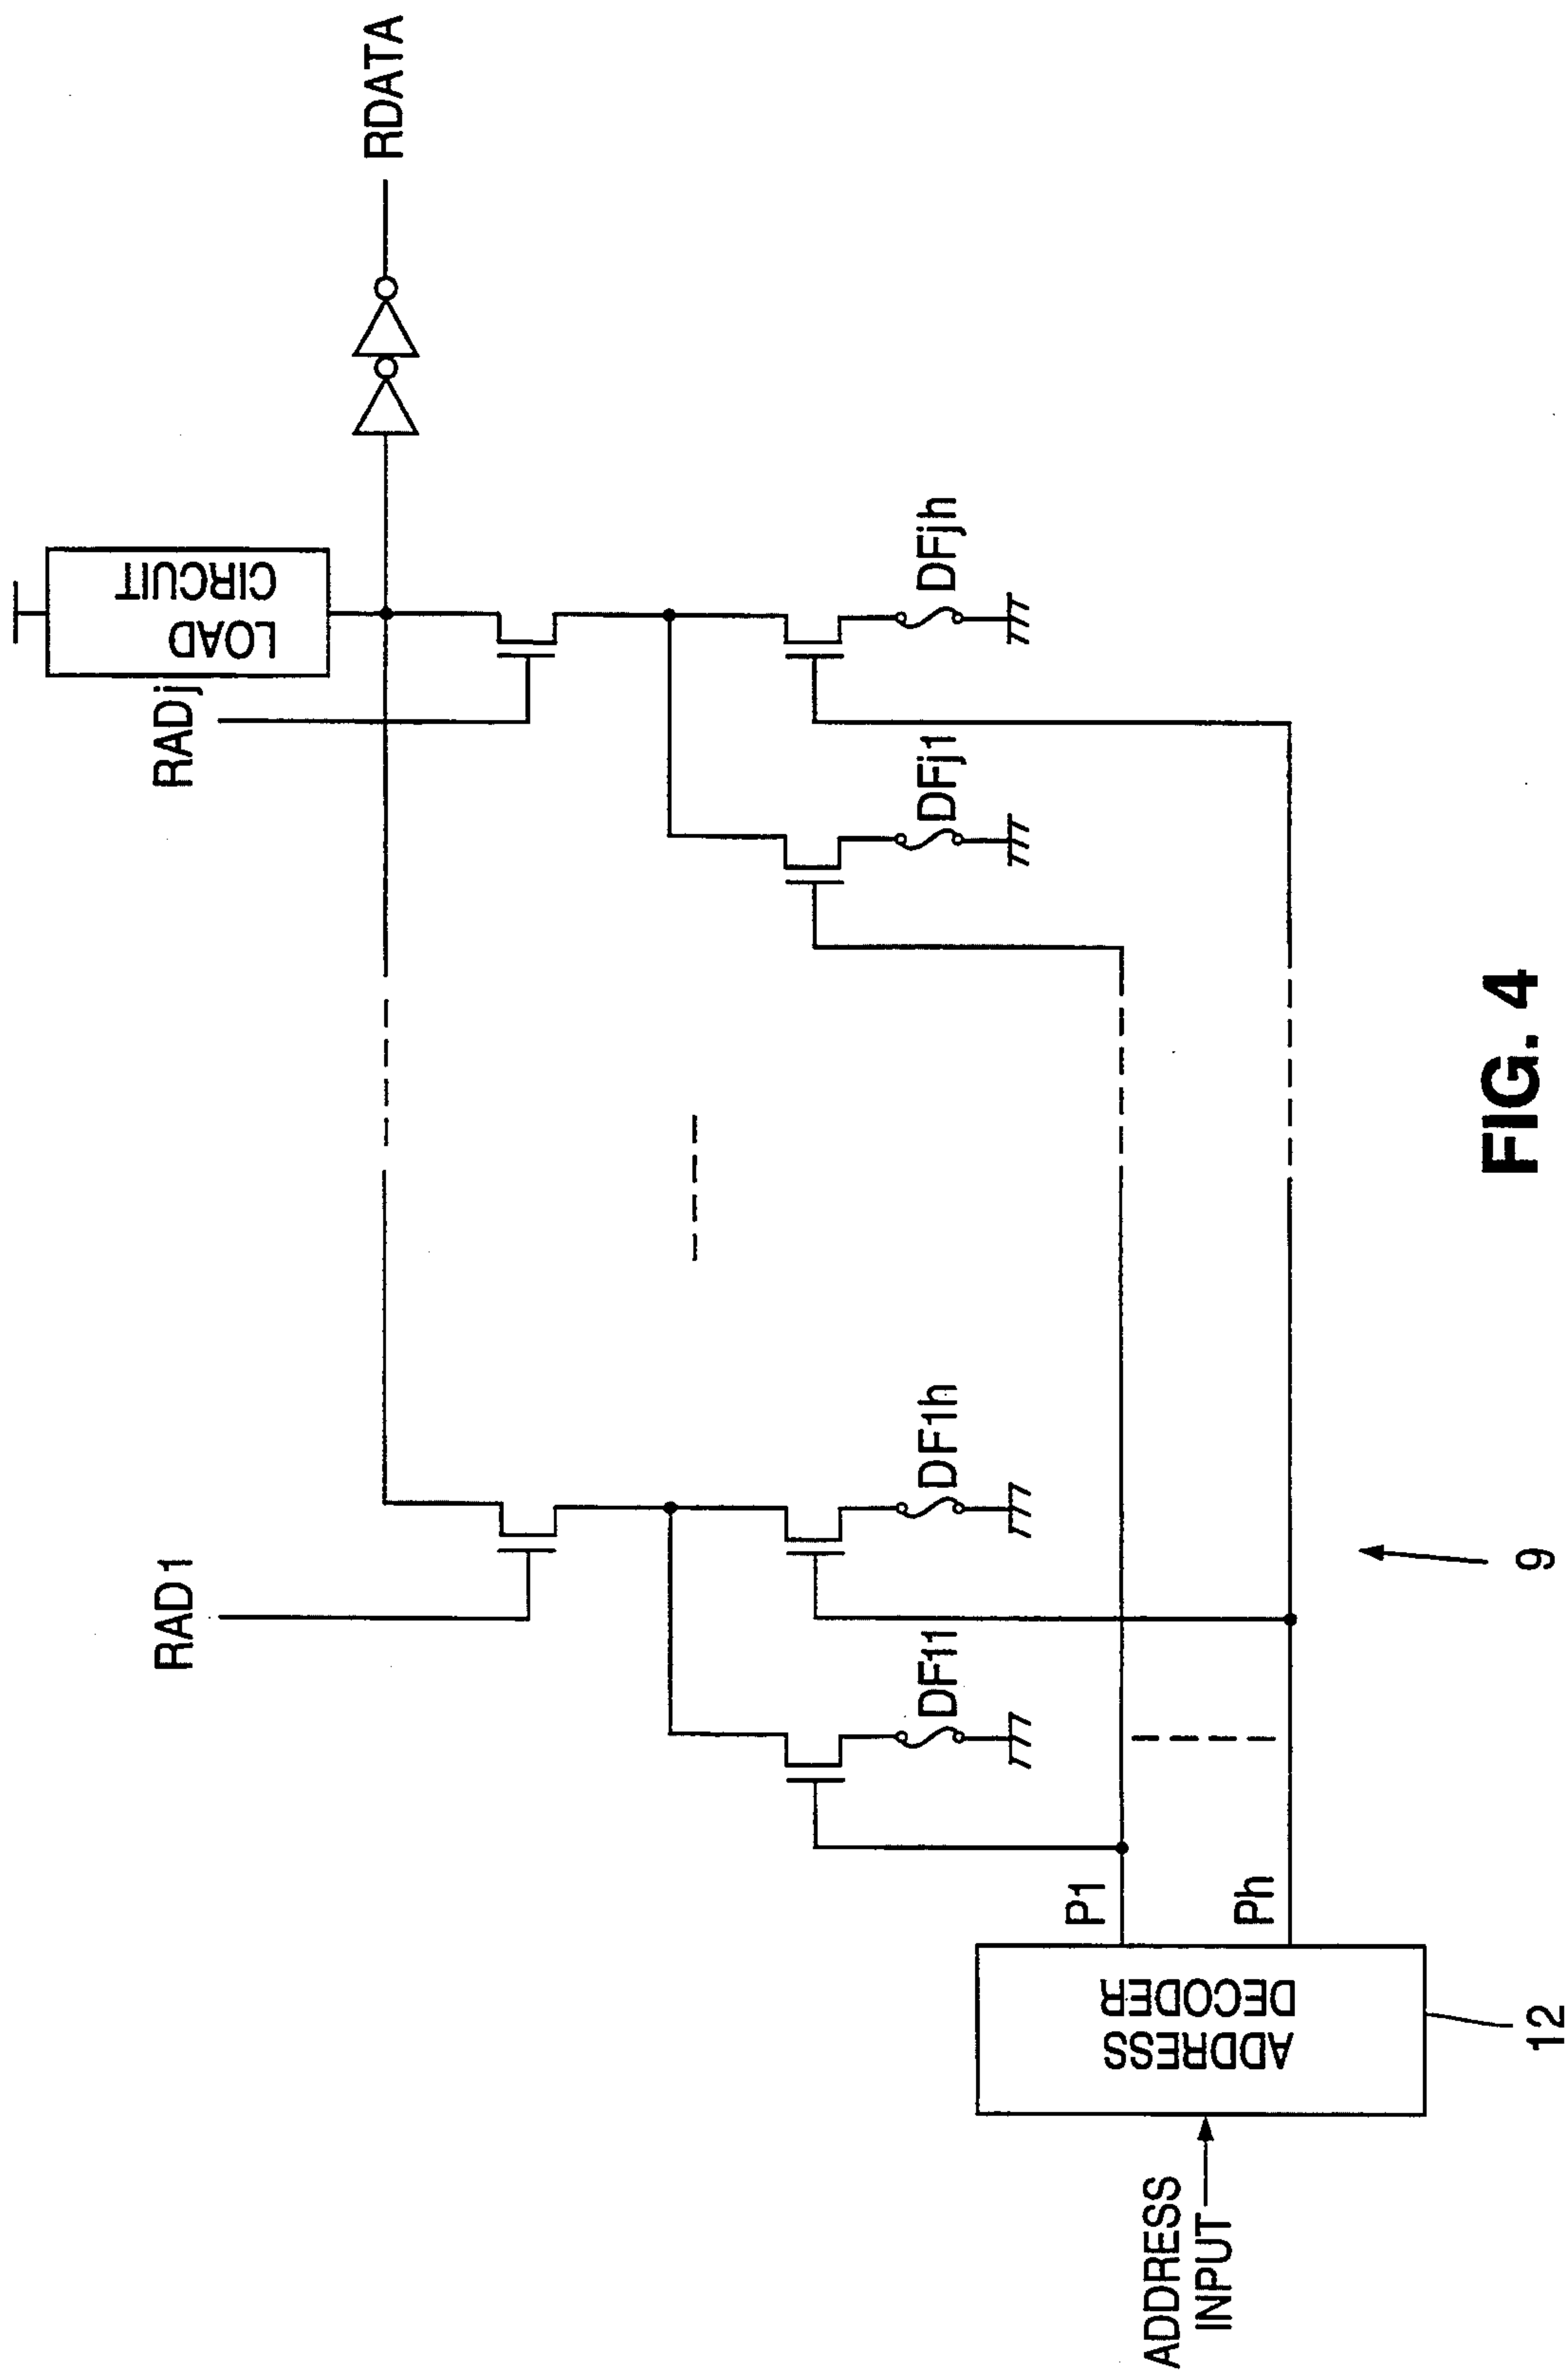 RAD1
RADj
LOAD
CIRCUIT
RDATA
DF11
DF1h
DFj1
DFjh
P1
Ph
ADDRESS
DECODER
ADDRESS
INPUT
12
9
FIG. 4